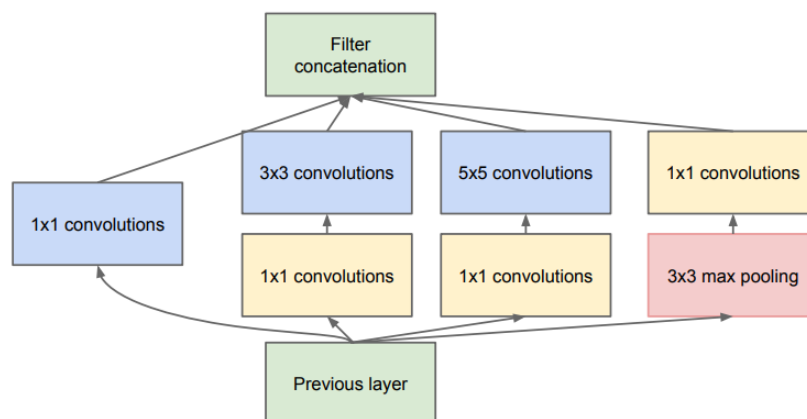 Filter
concatenation
3x3 convolutions
5x5 convolutions
1x1 convolutions
1x1 convolutions
1x1 convolutions
1x1 convolutions
3x3 max pooling
Previous layer